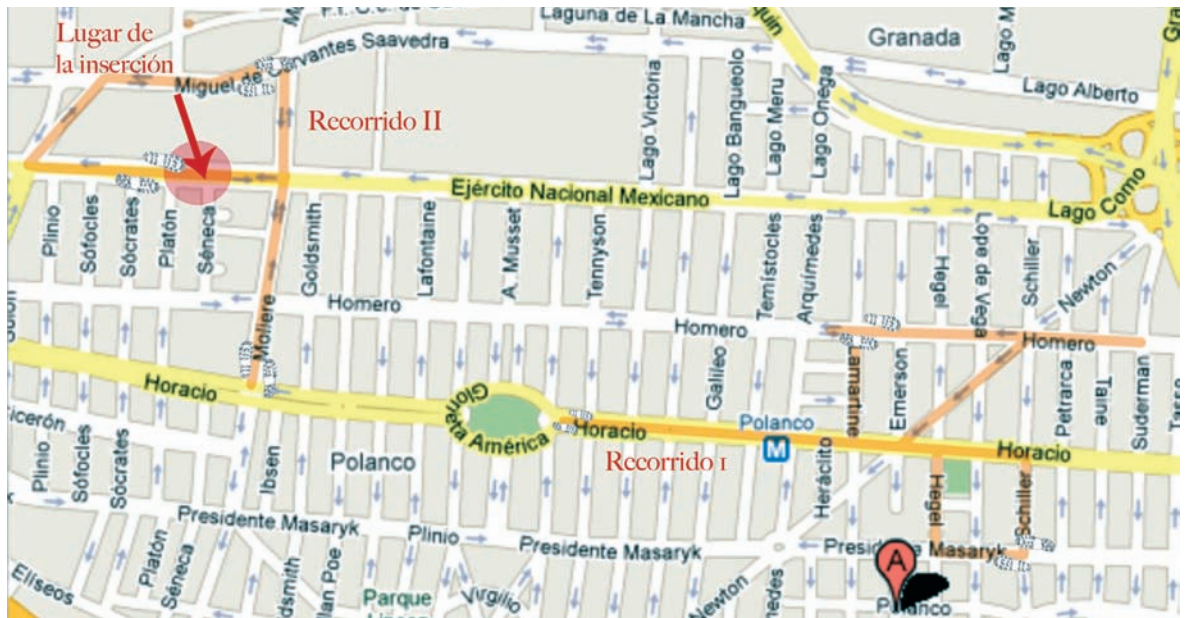 Lugar de
la inserción
Miguel de Cervantes Saavedra
Recorrido II
Laguna de La Mancha
Granada
Lago Alberto
Lago Victoria
Lago Bangueolo
Lago Meru
Lago Onega
Ejército Nacional Mexicano
Lago Como
Plinio
Sófocles
Sócrates
Platón
Séneca
Goldsmith
Lafontaine
A. Musset
Tennyson
Temistocles
Arquímedes
Hegel
Lope de Vega
Schiller
Newton
Moliere
Homero
Homero
Homero
Horacio
Glorieta América
Horacio
Galileo
Polanco
M
Lamartine
Emerson
Petrarca
Taine
Suderman
Horacio
Recorrido I
Polanco
Plinio
Sófocles
Sócrates
Ibsen
Heráclito
Hegel
Schiller
Presidente Masaryk
Plinio
Presidente Masaryk
Presidente Masaryk
A
Polanco
Platón
Séneca
Virgilio
Newton
Parque